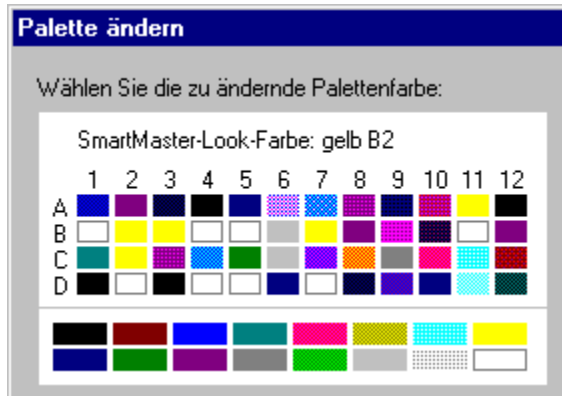 Palette ändern
Wählen Sie die zu ändernde Palettenfarbe:
SmartMaster-Look-Farbe: gelb B2
1 2 3 4 5 6 7 8 9 10 11 12
A
B
C
D